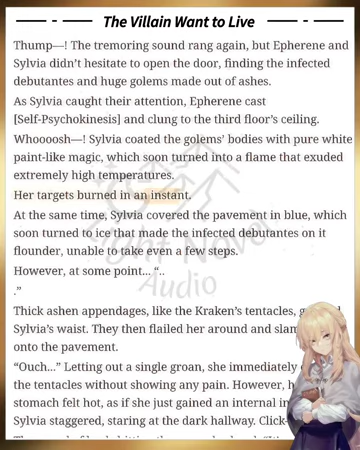 The Villain Want to Live
Thump—! The tremoring sound rang again, but Epherene and
Sylvia didn't hesitate to open the door, finding the infected
debutantes and huge golems made out of ashes.
As Sylvia caught their attention, Epherene cast
[Self-Psychokinesis] and clung to the third floor's ceiling.
Whoooosh—! Sylvia coated the golems' bodies with pure white
paint-like magic, which soon turned into a flame that exuded
extremely high temperatures.
Her targets burned in an instant.
At the same time, Sylvia covered the pavement in blue, which
soon turned to ice that made the infected debutantes on it
flounder, unable to take even a few steps.
However, at some point... "..
."
Thick ashen appendages, like the Kraken's tentacles,
Sylvia's waist. They then flailed her around and
onto the pavement.
"Ouch..." Letting out a single groan, she immediately
the tentacles without showing any pain. However,
stomach felt hot, as if she just gained an internal
Sylvia staggered, staring at the dark hallway.
Light Novel
Audio